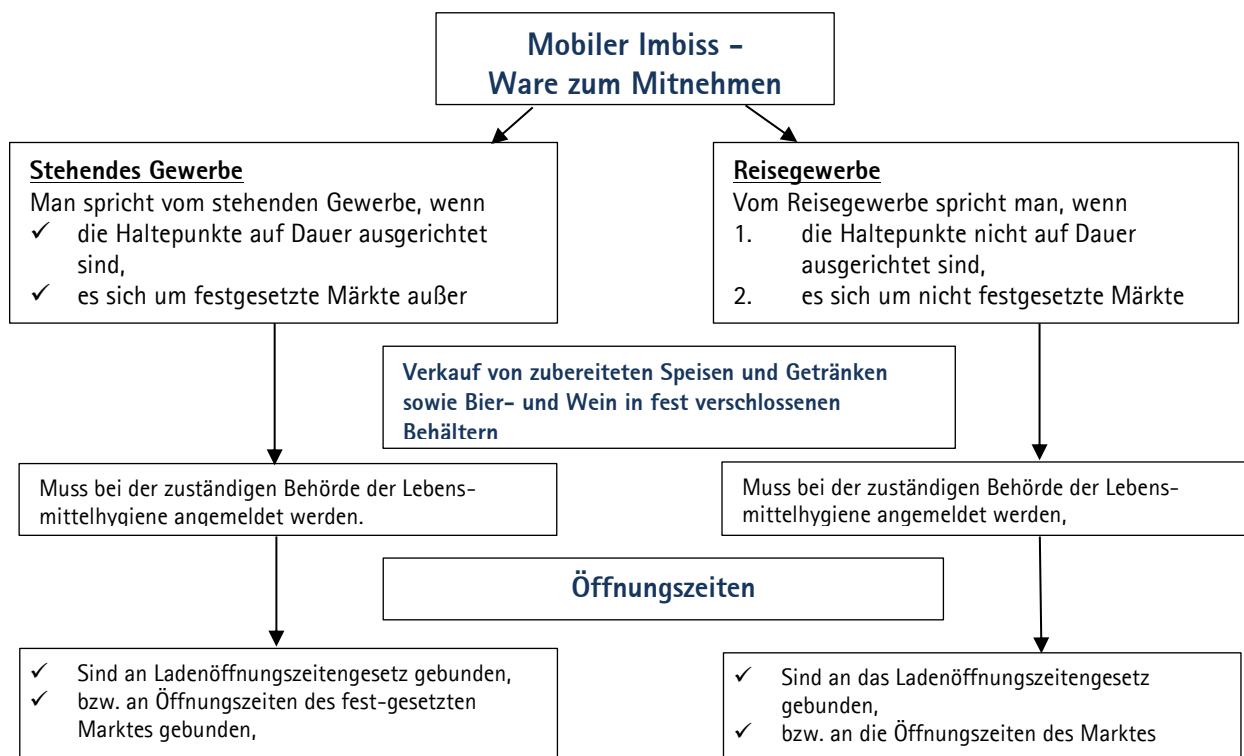 Mobiler Imbiss -
Ware zum Mitnehmen
Stehendes Gewerbe
Man spricht vom stehenden Gewerbe, wenn
✓ die Haltepunkte auf Dauer ausgerichtet
sind,
✓ es sich um festgesetzte Märkte außer
Reisegewerbe
Vom Reisegewerbe spricht man, wenn
1. die Haltepunkte nicht auf Dauer
ausgerichtet sind,
2. es sich um nicht festgesetzte Märkte
Verkauf von zubereiteten Speisen und Getränken
sowie Bier- und Wein in fest verschlossenen
Behältern
Muss bei der zuständigen Behörde der Lebens-
mittelhygiene angemeldet werden.
Muss bei der zuständigen Behörde der Lebens-
mittelhygiene angemeldet werden,
Öffnungszeiten
✓ Sind an Ladenöffnungszeitengesetz gebunden,
✓ bzw. an Öffnungszeiten des fest-gesetzten
Marktes gebunden,
✓ Sind an das Ladenöffnungszeitengesetz
gebunden,
✓ bzw. an die Öffnungszeiten des Marktes